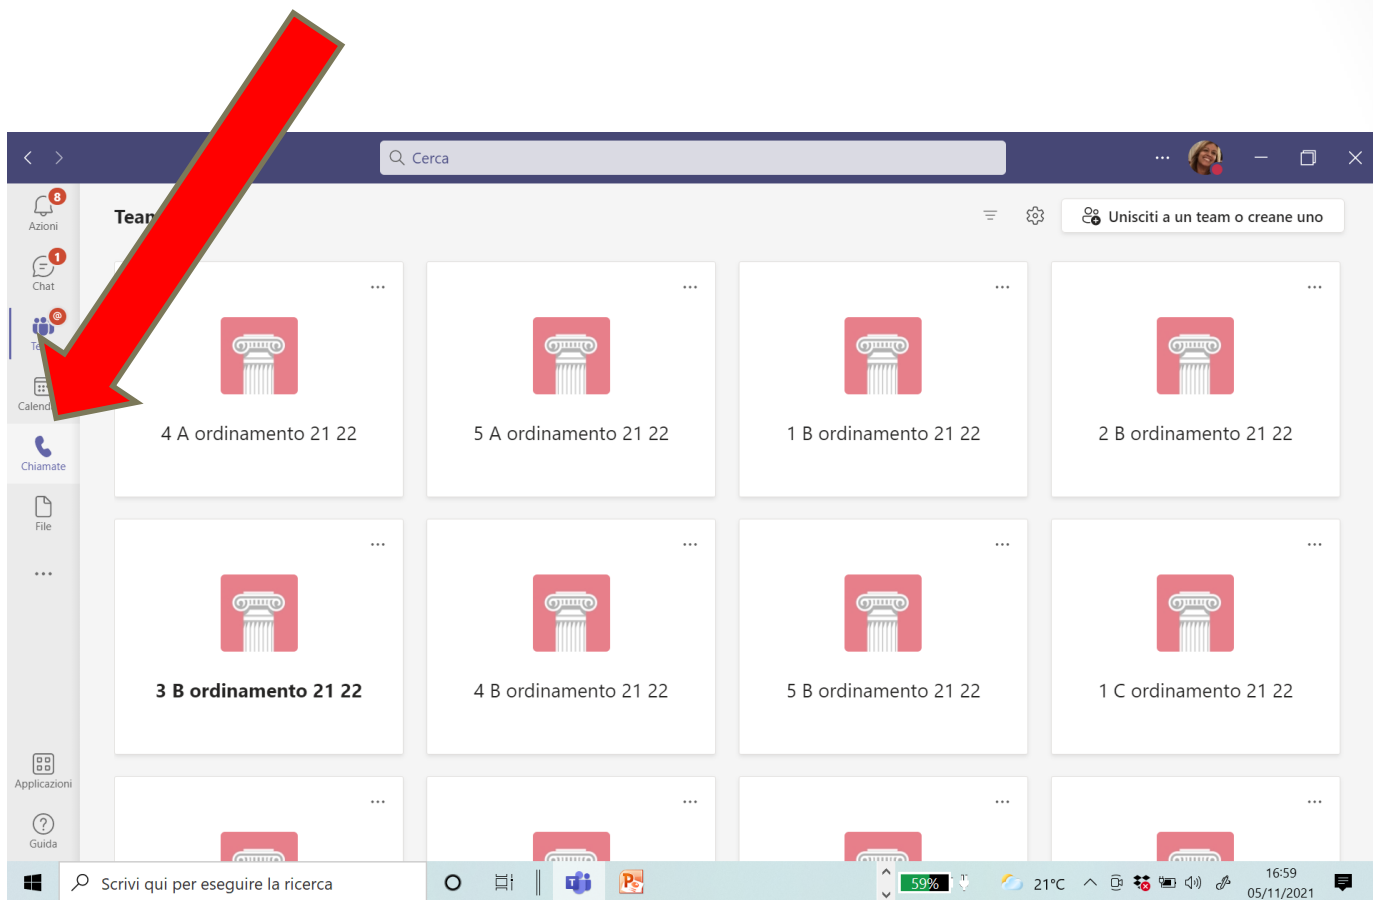 Cerca
8
Azioni
Team
Unisciti a un team o creane uno
1
Chat
@
4 A ordinamento 21 22
5 A ordinamento 21 22
1 B ordinamento 21 22
2 B ordinamento 21 22
Chiamate
File
3 B ordinamento 21 22
4 B ordinamento 21 22
5 B ordinamento 21 22
1 C ordinamento 21 22
Applicazioni
?
Guida
Scrivi qui per eseguire la ricerca
59%
21°C
16:59
05/11/2021